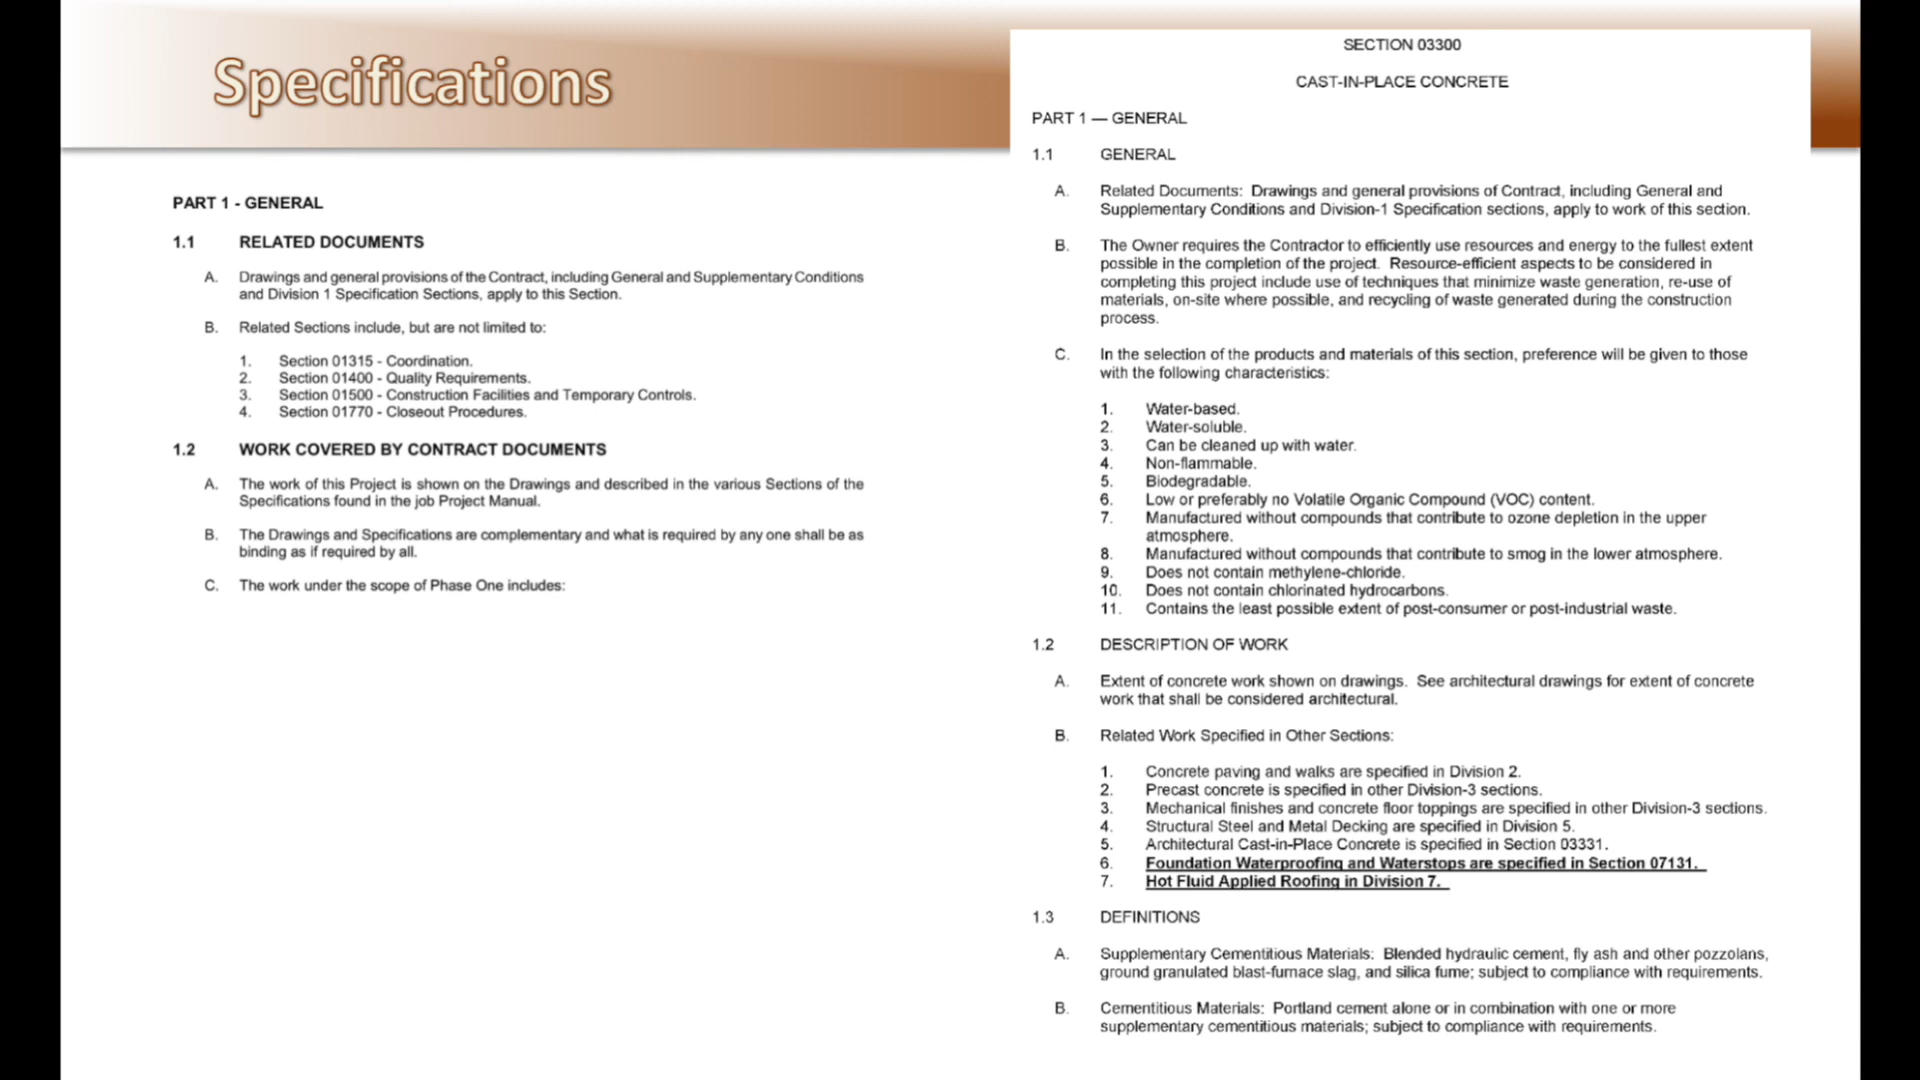 Specifications
PART 1 - GENERAL
1.1 RELATED DOCUMENTS
A. Drawings and general provisions of the Contract, including General and Supplementary Conditions
and Division 1 Specification Sections, apply to this Section.
B. Related Sections include, but are not limited to:
1. Section 01315 - Coordination.
2. Section 01400 - Quality Requirements.
3. Section 01500 - Construction Facilities and Temporary Controls.
4. Section 01770 - Closeout Procedures.
1.2 WORK COVERED BY CONTRACT DOCUMENTS
A. The work of this Project is shown on the Drawings and described in the various Sections of the
Specifications found in the job Project Manual.
B. The Drawings and Specifications are complementary and what is required by any one shall be as
binding as if required by all.
C. The work under the scope of Phase One includes:
SECTION 03300
CAST-IN-PLACE CONCRETE
PART 1 — GENERAL
1.1 GENERAL
A. Related Documents: Drawings and general provisions of Contract, including General and
Supplementary Conditions and Division-1 Specification sections, apply to work of this section.
B. The Owner requires the Contractor to efficiently use resources and energy to the fullest extent
possible in the completion of the project. Resource-efficient aspects to be considered in
completing this project include use of techniques that minimize waste generation, re-use of
materials, on-site where possible, and recycling of waste generated during the construction
process.
C. In the selection of the products and materials of this section, preference will be given to those
with the following characteristics:
1. Water-based.
2. Water-soluble.
3. Can be cleaned up with water.
4. Non-flammable.
5. Biodegradable.
6. Low or preferably no Volatile Organic Compound (VOC) content.
7. Manufactured without compounds that contribute to ozone depletion in the upper
atmosphere.
8. Manufactured without compounds that contribute to smog in the lower atmosphere.
9. Does not contain methylene-chloride.
10. Does not contain chlorinated hydrocarbons.
11. Contains the least possible extent of post-consumer or post-industrial waste.
1.2 DESCRIPTION OF WORK
A. Extent of concrete work shown on drawings. See architectural drawings for extent of concrete
work that shall be considered architectural.
B. Related Work Specified in Other Sections:
1. Concrete paving and walks are specified in Division 2.
2. Precast concrete is specified in other Division-3 sections.
3. Mechanical finishes and concrete floor toppings are specified in other Division-3 sections.
4. Structural Steel and Metal Decking are specified in Division 5.
5. Architectural Cast-in-Place Concrete is specified in Section 03331.
6. Foundation Waterproofing and Waterstops are specified in Section 07131.
7. Hot Fluid Applied Roofing in Division 7.
1.3 DEFINITIONS
A. Supplementary Cementitious Materials: Blended hydraulic cement, fly ash and other pozzolans,
ground granulated blast-furnace slag, and silica fume; subject to compliance with requirements.
B. Cementitious Materials: Portland cement alone or in combination with one or more
supplementary cementitious materials; subject to compliance with requirements.